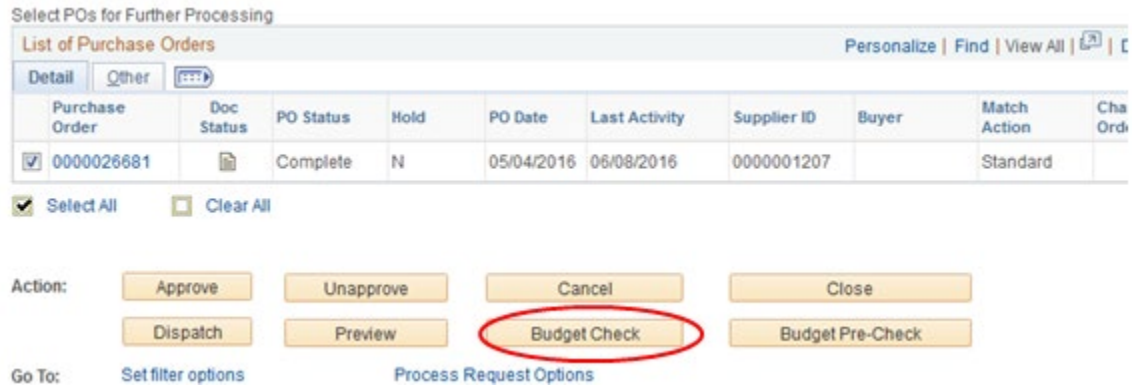 Select POs for Further Processing
List of Purchase Orders Personalize | Find | View All | |
Detail Other
Purchase Order Doc Status PO Status Hold PO Date Last Activity Supplier ID Buyer Match Action
0000026681 Complete N 05/04/2016 06/08/2016 0000001207 Standard
Select All Clear All
Action: Approve Unapprove Cancel Close
Dispatch Preview Budget Check Budget Pre-Check
Go To: Set filter options Process Request Options